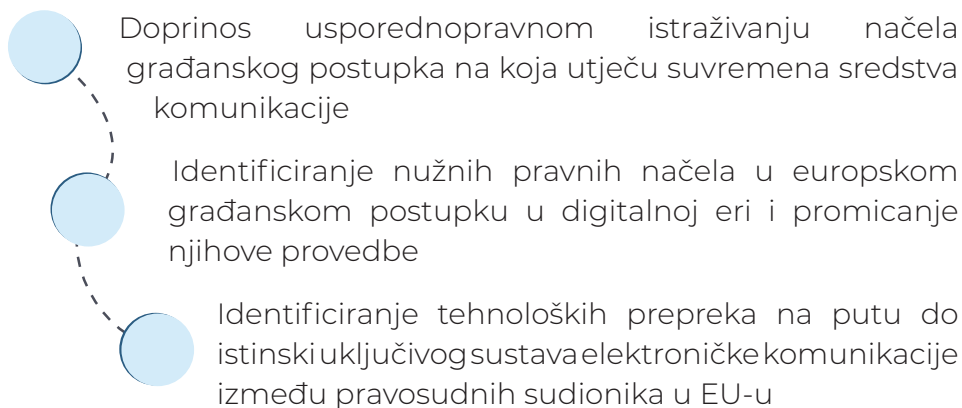 Doprinos usporednopravnom istraživanju načela
građanskog postupka na koja utječu suvremena sredstva
komunikacije
Identificiranje nužnih pravnih načela u europskom
građanskom postupku u digitalnoj eri i promicanje
njihove provedbe
Identificiranje tehnoloških prepreka na putu do
istinski uključivog sustava elektroničke komunikacije
između pravosudnih sudionika u EU-u